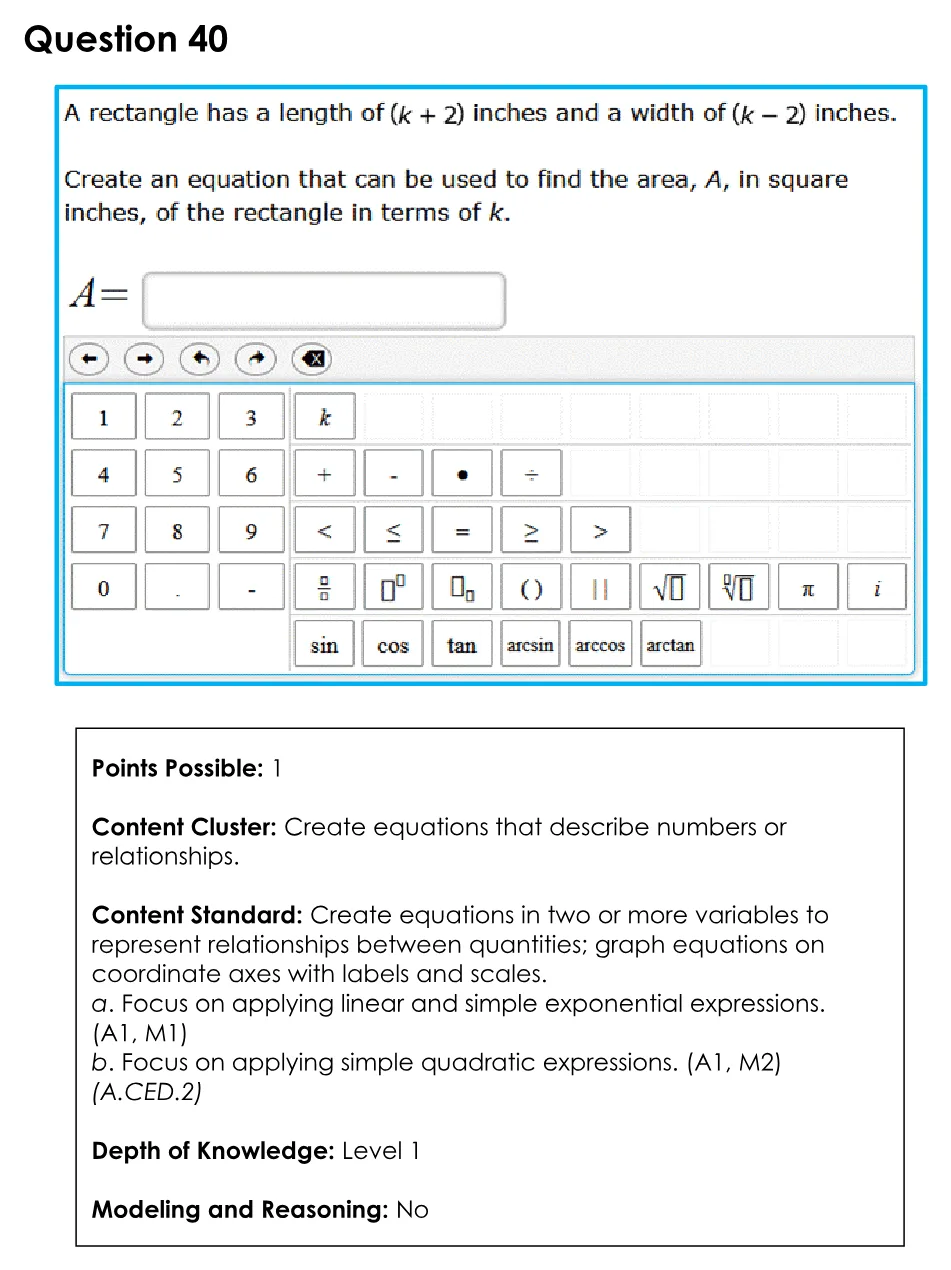 Question 40
A rectangle has a length of (k + 2) inches and a width of (k − 2) inches.
Create an equation that can be used to find the area, A, in square
inches, of the rectangle in terms of k.
A=
1 2 3 k
4 5 6 + - • ÷
7 8 9 < ≤ = ≥ >
0 . - ▯/▯ ▯^▯ ▯_▯ ( ) | | √▯ ▯√▯ π i
sin cos tan arcsin arccos arctan
Points Possible: 1
Content Cluster: Create equations that describe numbers or
relationships.
Content Standard: Create equations in two or more variables to
represent relationships between quantities; graph equations on
coordinate axes with labels and scales.
a. Focus on applying linear and simple exponential expressions.
(A1, M1)
b. Focus on applying simple quadratic expressions. (A1, M2)
(A.CED.2)
Depth of Knowledge: Level 1
Modeling and Reasoning: No